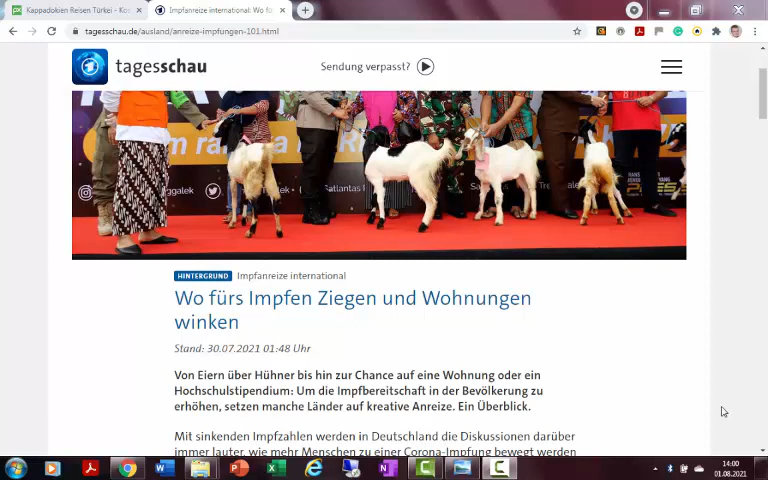 Kappadokien Reisen Türkei - Kos
Impfanreize international: Wo fü
tagesschau.de/ausland/anreize-impfungen-101.html
tagesschau
Sendung verpasst?
HINTERGRUND Impfanreize international
Wo fürs Impfen Ziegen und Wohnungen
winken
Stand: 30.07.2021 01:48 Uhr
Von Eiern über Hühner bis hin zur Chance auf eine Wohnung oder ein
Hochschulstipendium: Um die Impfbereitschaft in der Bevölkerung zu
erhöhen, setzen manche Länder auf kreative Anreize. Ein Überblick.
Mit sinkenden Impfzahlen werden in Deutschland die Diskussionen darüber
immer lauter, wie mehr Menschen zu einer Corona-Impfung bewegt werden
14:00
01.08.2021